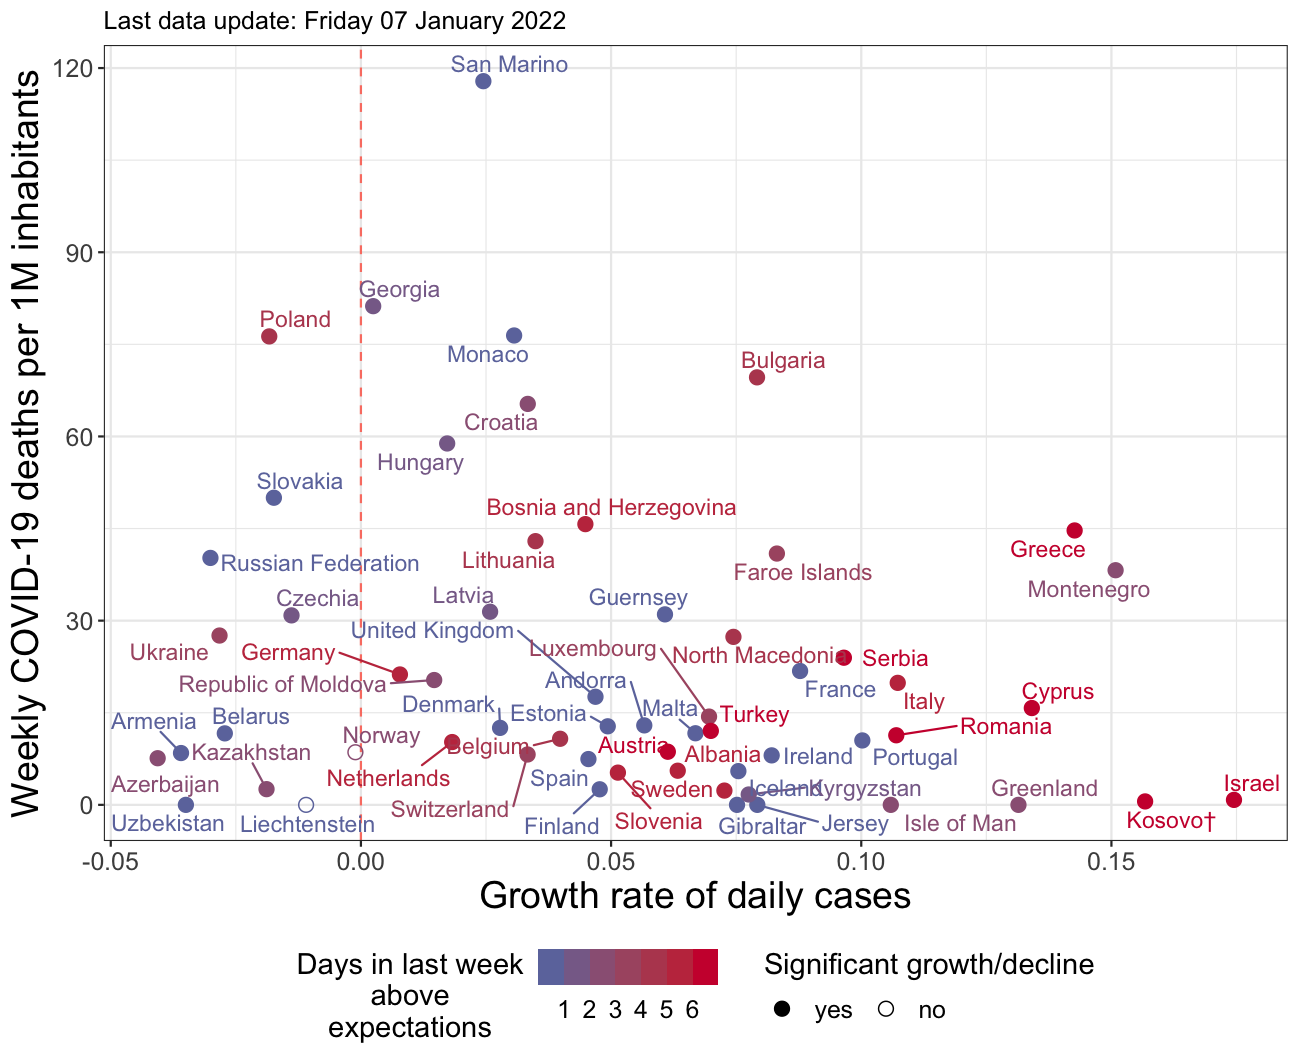 Last data update: Friday 07 January 2022
Weekly COVID-19 deaths per 1M inhabitants
120
90
60
30
0
San Marino
Georgia
Poland
Monaco
Bulgaria
Croatia
Hungary
Slovakia
Bosnia and Herzegovina
Greece
Lithuania
Russian Federation
Faroe Islands
Montenegro
Czechia
Latvia
Guernsey
United Kingdom
Ukraine
Germany
Luxembourg
North Macedonia
Serbia
Republic of Moldova
Andorra
France
Cyprus
Denmark
Italy
Armenia
Belarus
Estonia
Malta
Turkey
Romania
Norway
Kazakhstan
Belgium
Austria
Albania
Ireland
Portugal
Netherlands
Spain
Azerbaijan
Sweden
Iceland
Kyrgyzstan
Greenland
Israel
Switzerland
Uzbekistan
Liechtenstein
Finland
Slovenia
Gibraltar
Jersey
Isle of Man
Kosovo†
-0.05
0.00
0.05
0.10
0.15
Growth rate of daily cases
Days in last week
above
expectations
1 2 3 4 5 6
Significant growth/decline
yes
no